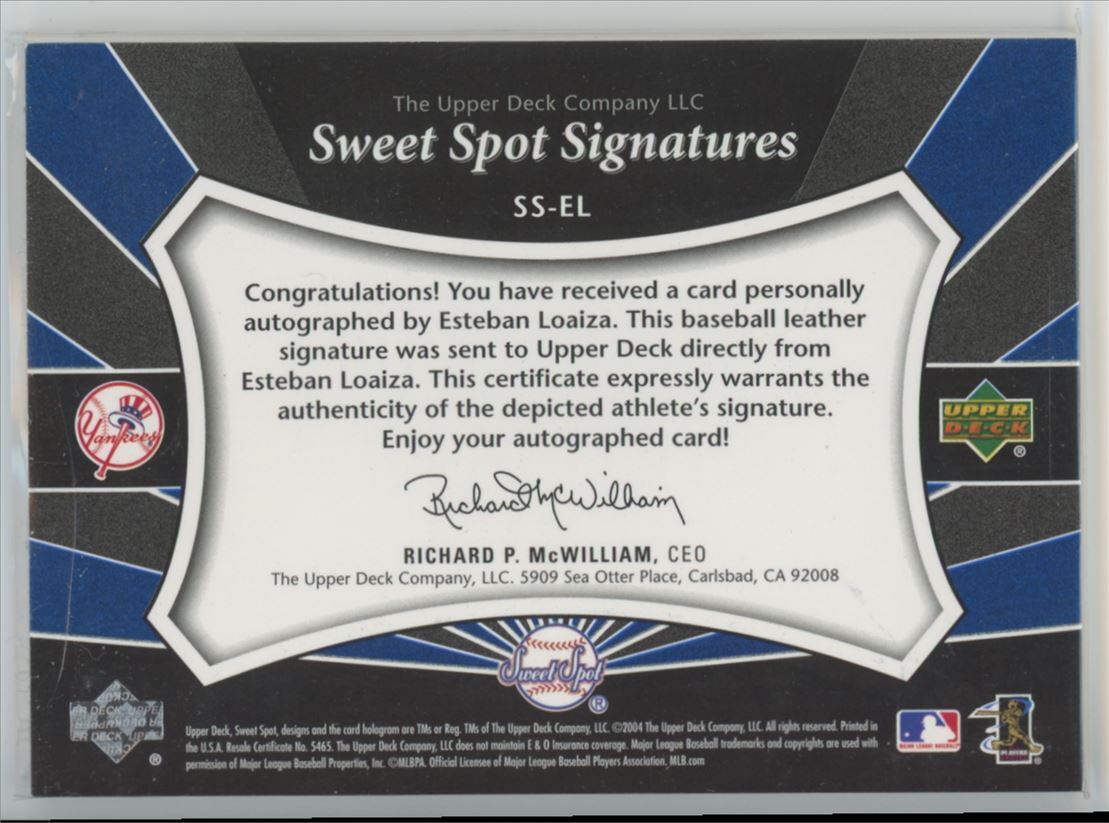 The Upper Deck Company LLC
Sweet Spot Signatures
SS-EL
Congratulations! You have received a card personally
autographed by Esteban Loaiza. This baseball leather
signature was sent to Upper Deck directly from
Esteban Loaiza. This certificate expressly warrants the
authenticity of the depicted athlete's signature.
Enjoy your autographed card!
Yankees
UPPER
D·E·C·K
®
Richard McWilliam
RICHARD P. McWILLIAM, CEO
The Upper Deck Company, LLC. 5909 Sea Otter Place, Carlsbad, CA 92008
Sweet Spot
®
Upper Deck, Sweet Spot, designs and the card hologram are TMs or Reg. TMs of The Upper Deck Company, LLC. ©2004 The Upper Deck Company, LLC. All rights reserved. Printed in
the U.S.A. Resale Certificate No. 5465. The Upper Deck Company, LLC does not maintain E & O Insurance coverage. Major League Baseball trademarks and copyrights are used with
permission of Major League Baseball Properties, Inc. ©MLBPA. Official Licensee of Major League Baseball Players Association. MLB.com
®
MAJOR LEAGUE BASEBALL
PLAYERS
®